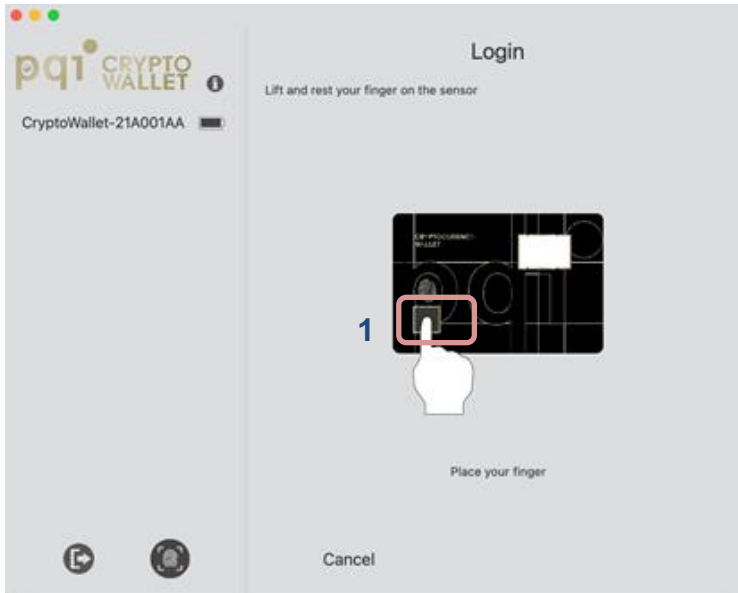 pqi CRYPTO
WALLET
CryptoWallet-21A001AA
Login
Lift and rest your finger on the sensor
CRYPTOCURRENCY
WALLET
1
Place your finger
Cancel